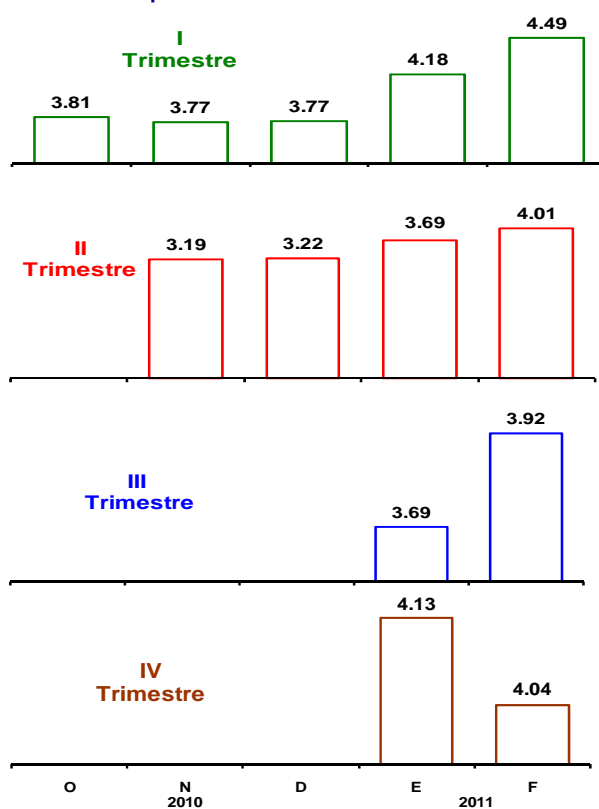 I
Trimestre
3.81
3.77
3.77
4.18
4.49
II
Trimestre
3.19
3.22
3.69
4.01
III
Trimestre
3.69
3.92
IV
Trimestre
4.13
4.04
O N D E F
2010 2011